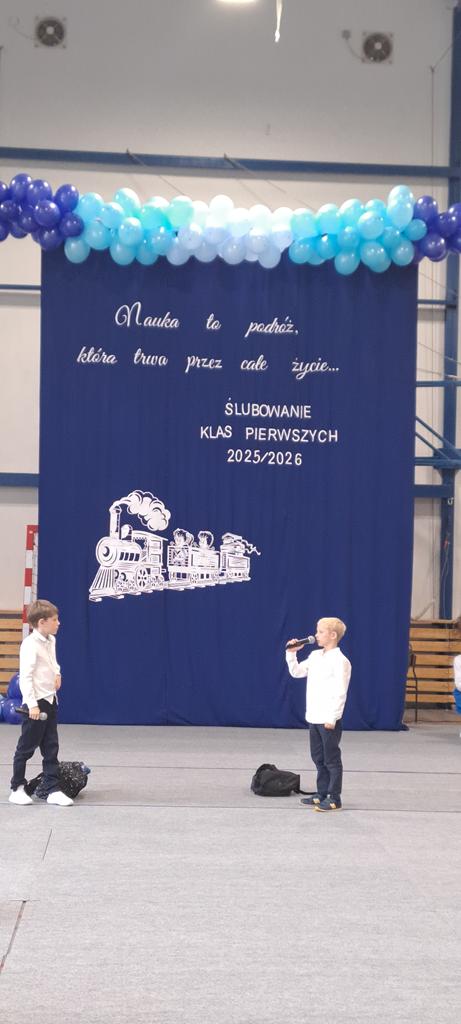 Nauka to podróż,
która trwa przez całe życie...
ŚLUBOWANIE
KLAS PIERWSZYCH
2025/2026